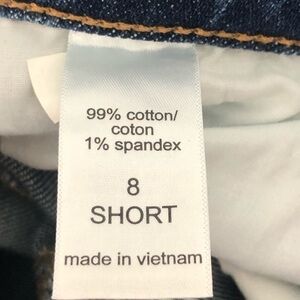 99% cotton/
coton
1% spandex
8
SHORT
made in vietnam